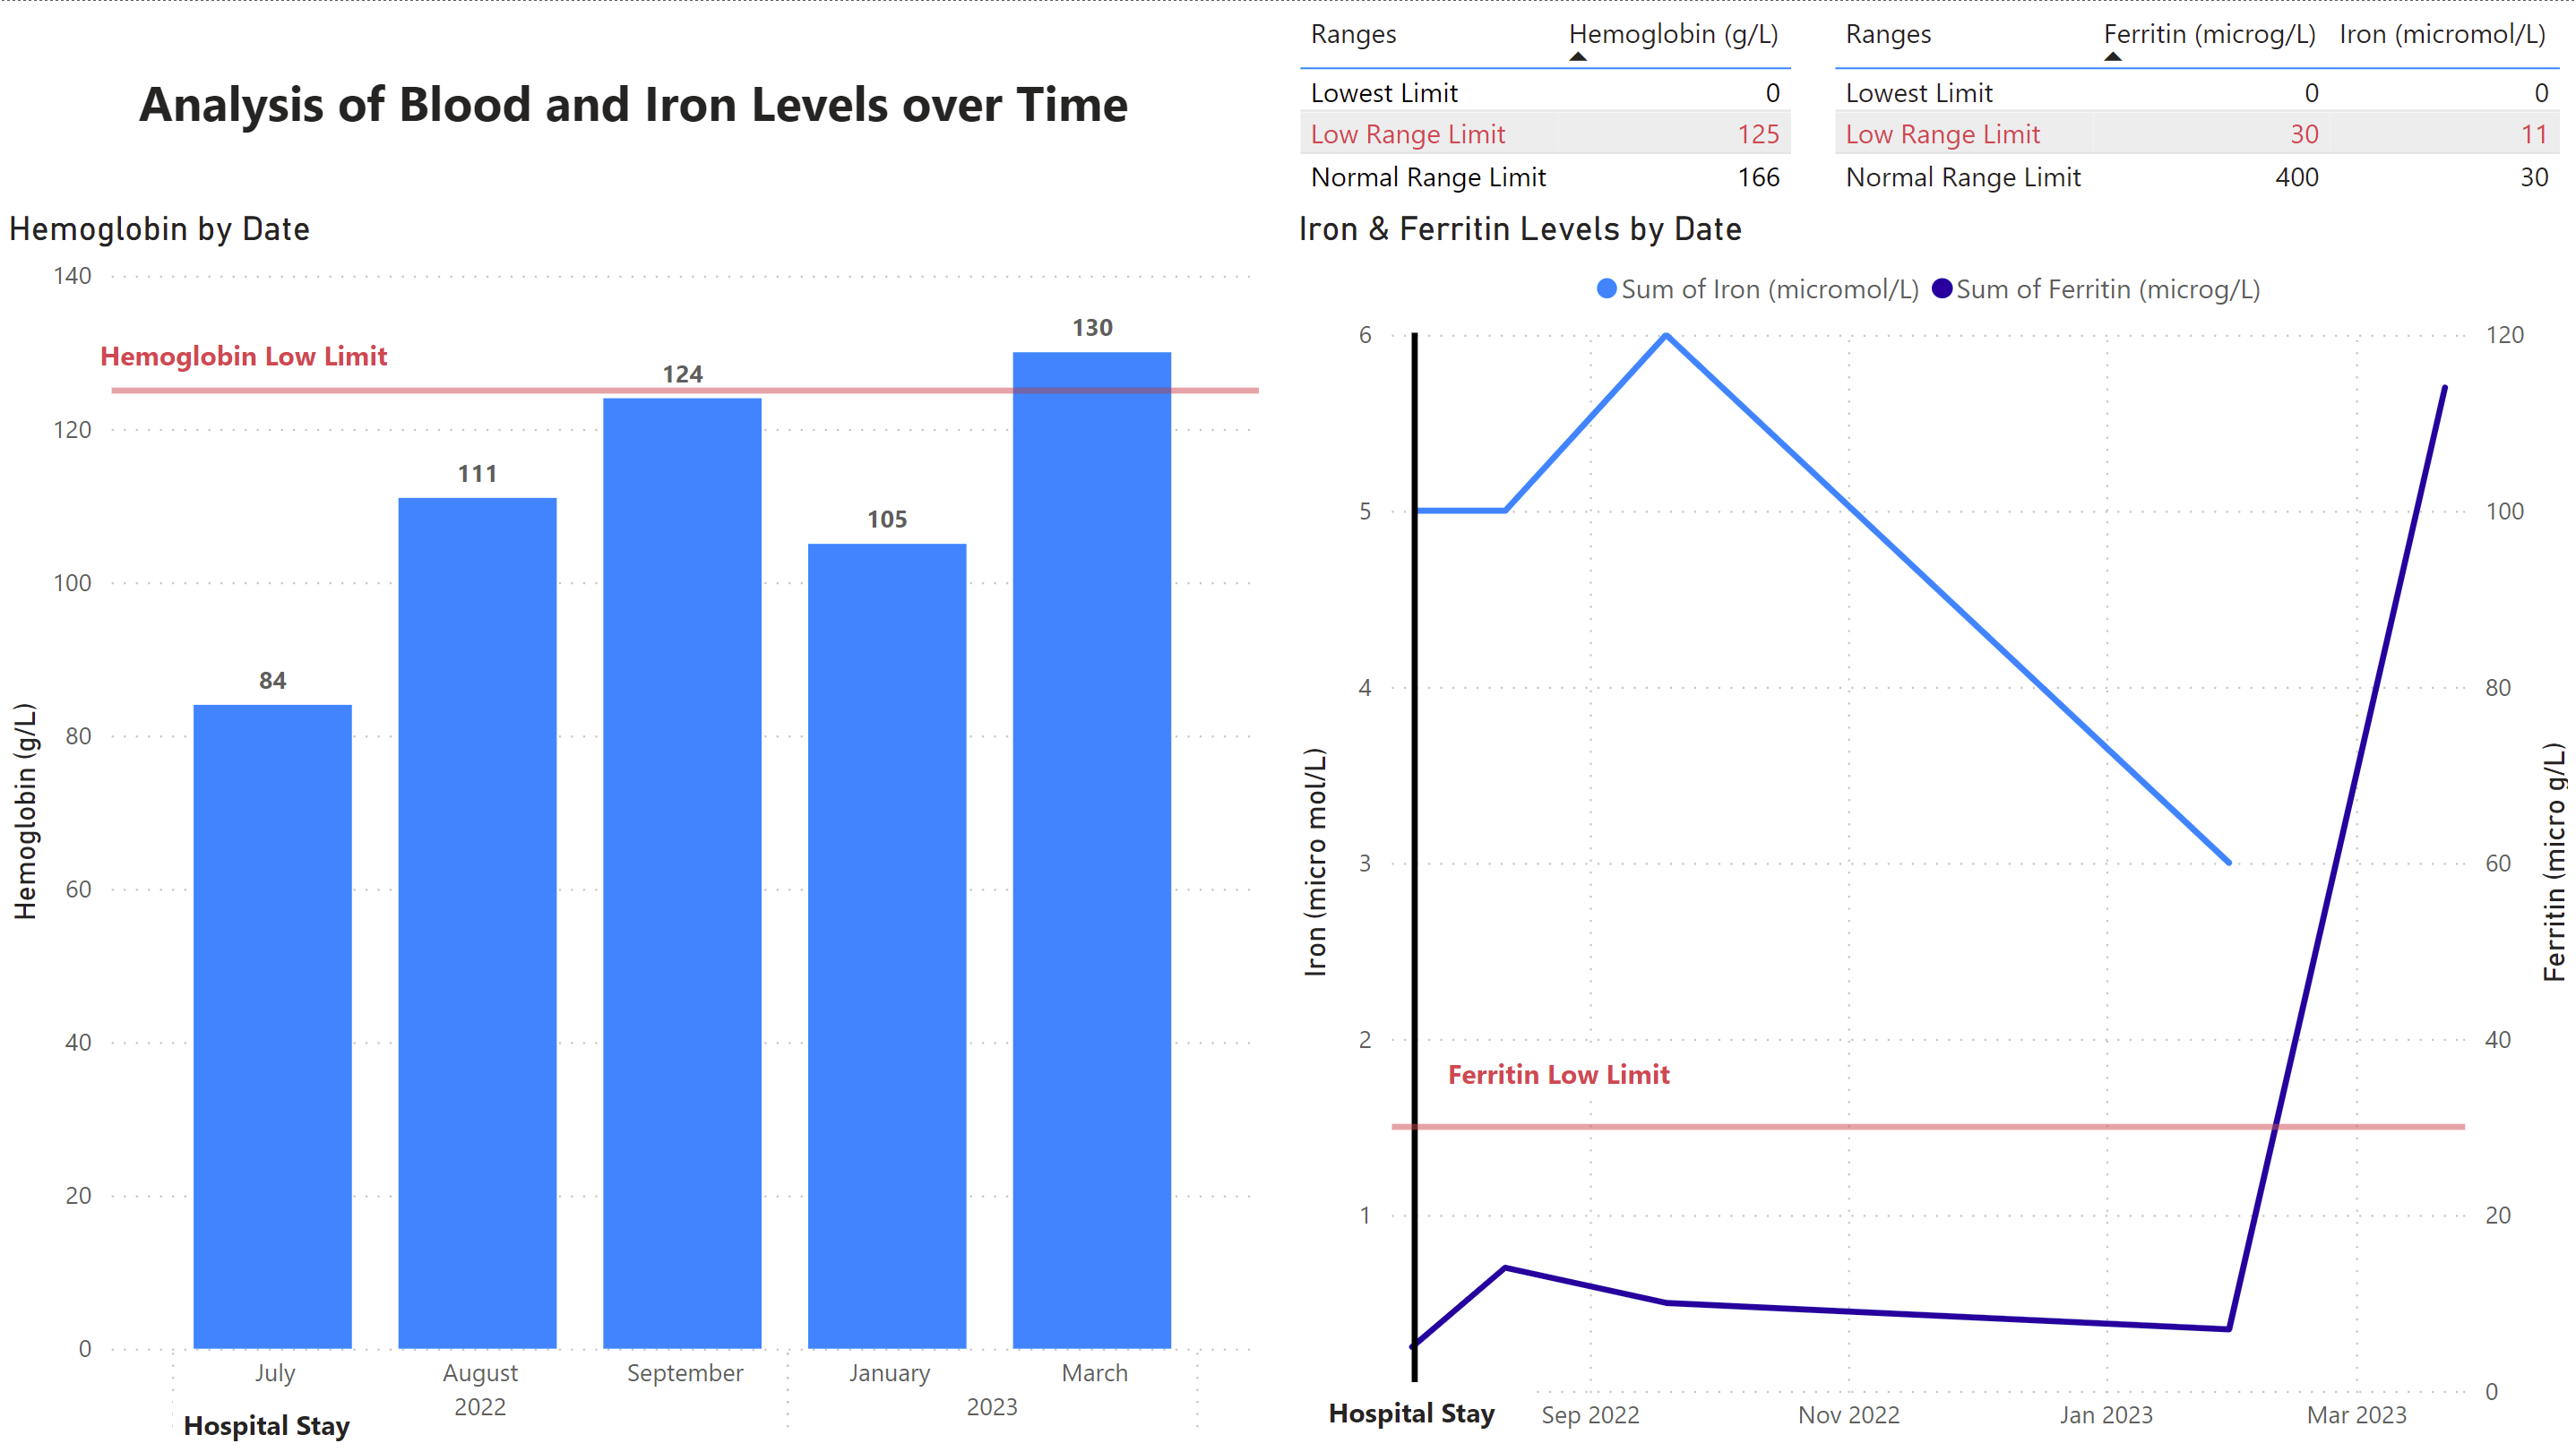 Analysis of Blood and Iron Levels over Time
Ranges Hemoglobin (g/L)
Lowest Limit 0
Low Range Limit 125
Normal Range Limit 166
Ranges Ferritin (microg/L) Iron (micromol/L)
Lowest Limit 0 0
Low Range Limit 30 11
Normal Range Limit 400 30
Hemoglobin by Date
140
120
100
80
60
40
20
0
Hemoglobin (g/L)
Hemoglobin Low Limit
84
111
124
105
130
July August September January March
2022 2023
Hospital Stay
Iron & Ferritin Levels by Date
Sum of Iron (micromol/L) Sum of Ferritin (microg/L)
6
5
4
3
2
1
Iron (micro mol/L)
120
100
80
60
40
20
0
Ferritin (micro g/L)
Ferritin Low Limit
Hospital Stay
Sep 2022 Nov 2022 Jan 2023 Mar 2023